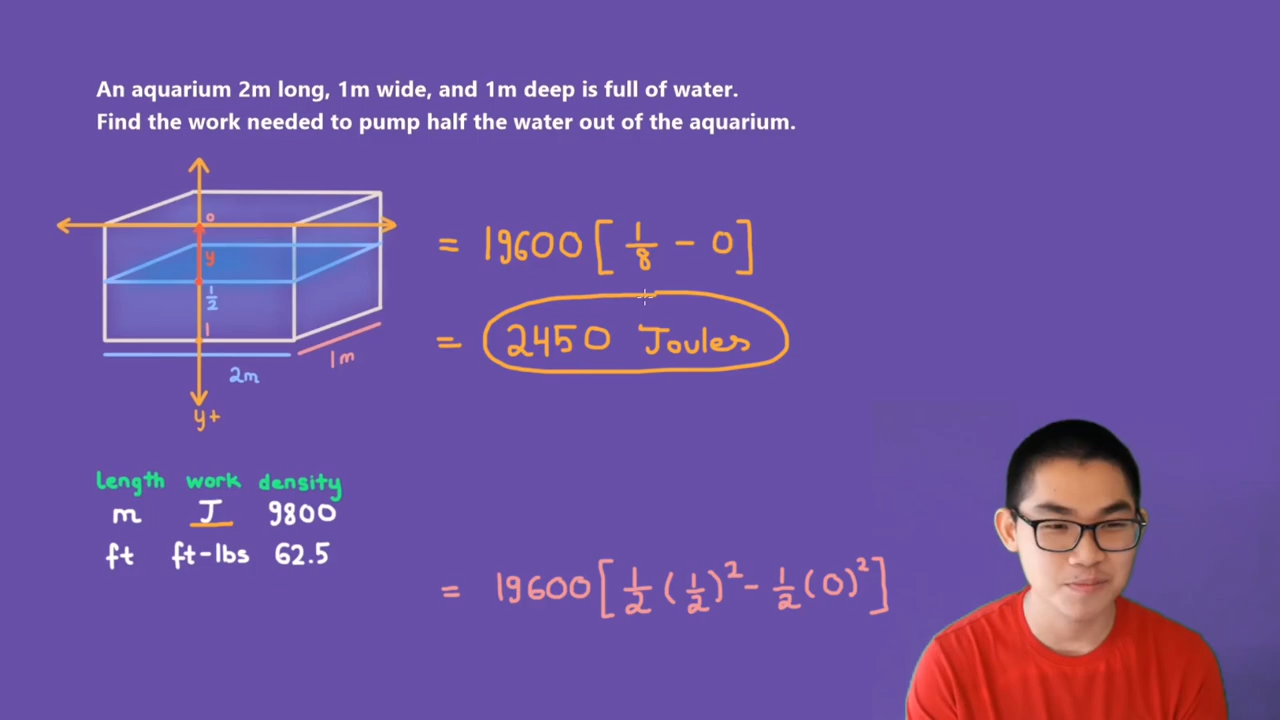 An aquarium 2m long, 1m wide, and 1m deep is full of water.
Find the work needed to pump half the water out of the aquarium.
0
y
1/2
1
1m
2m
y+
= 19600 [ 1/8 - 0 ]
= 2450 Joules
length work density
m J 9800
ft ft-lbs 62.5
= 19600 [ 1/2 ( 1/2 )² - 1/2 ( 0 )² ]